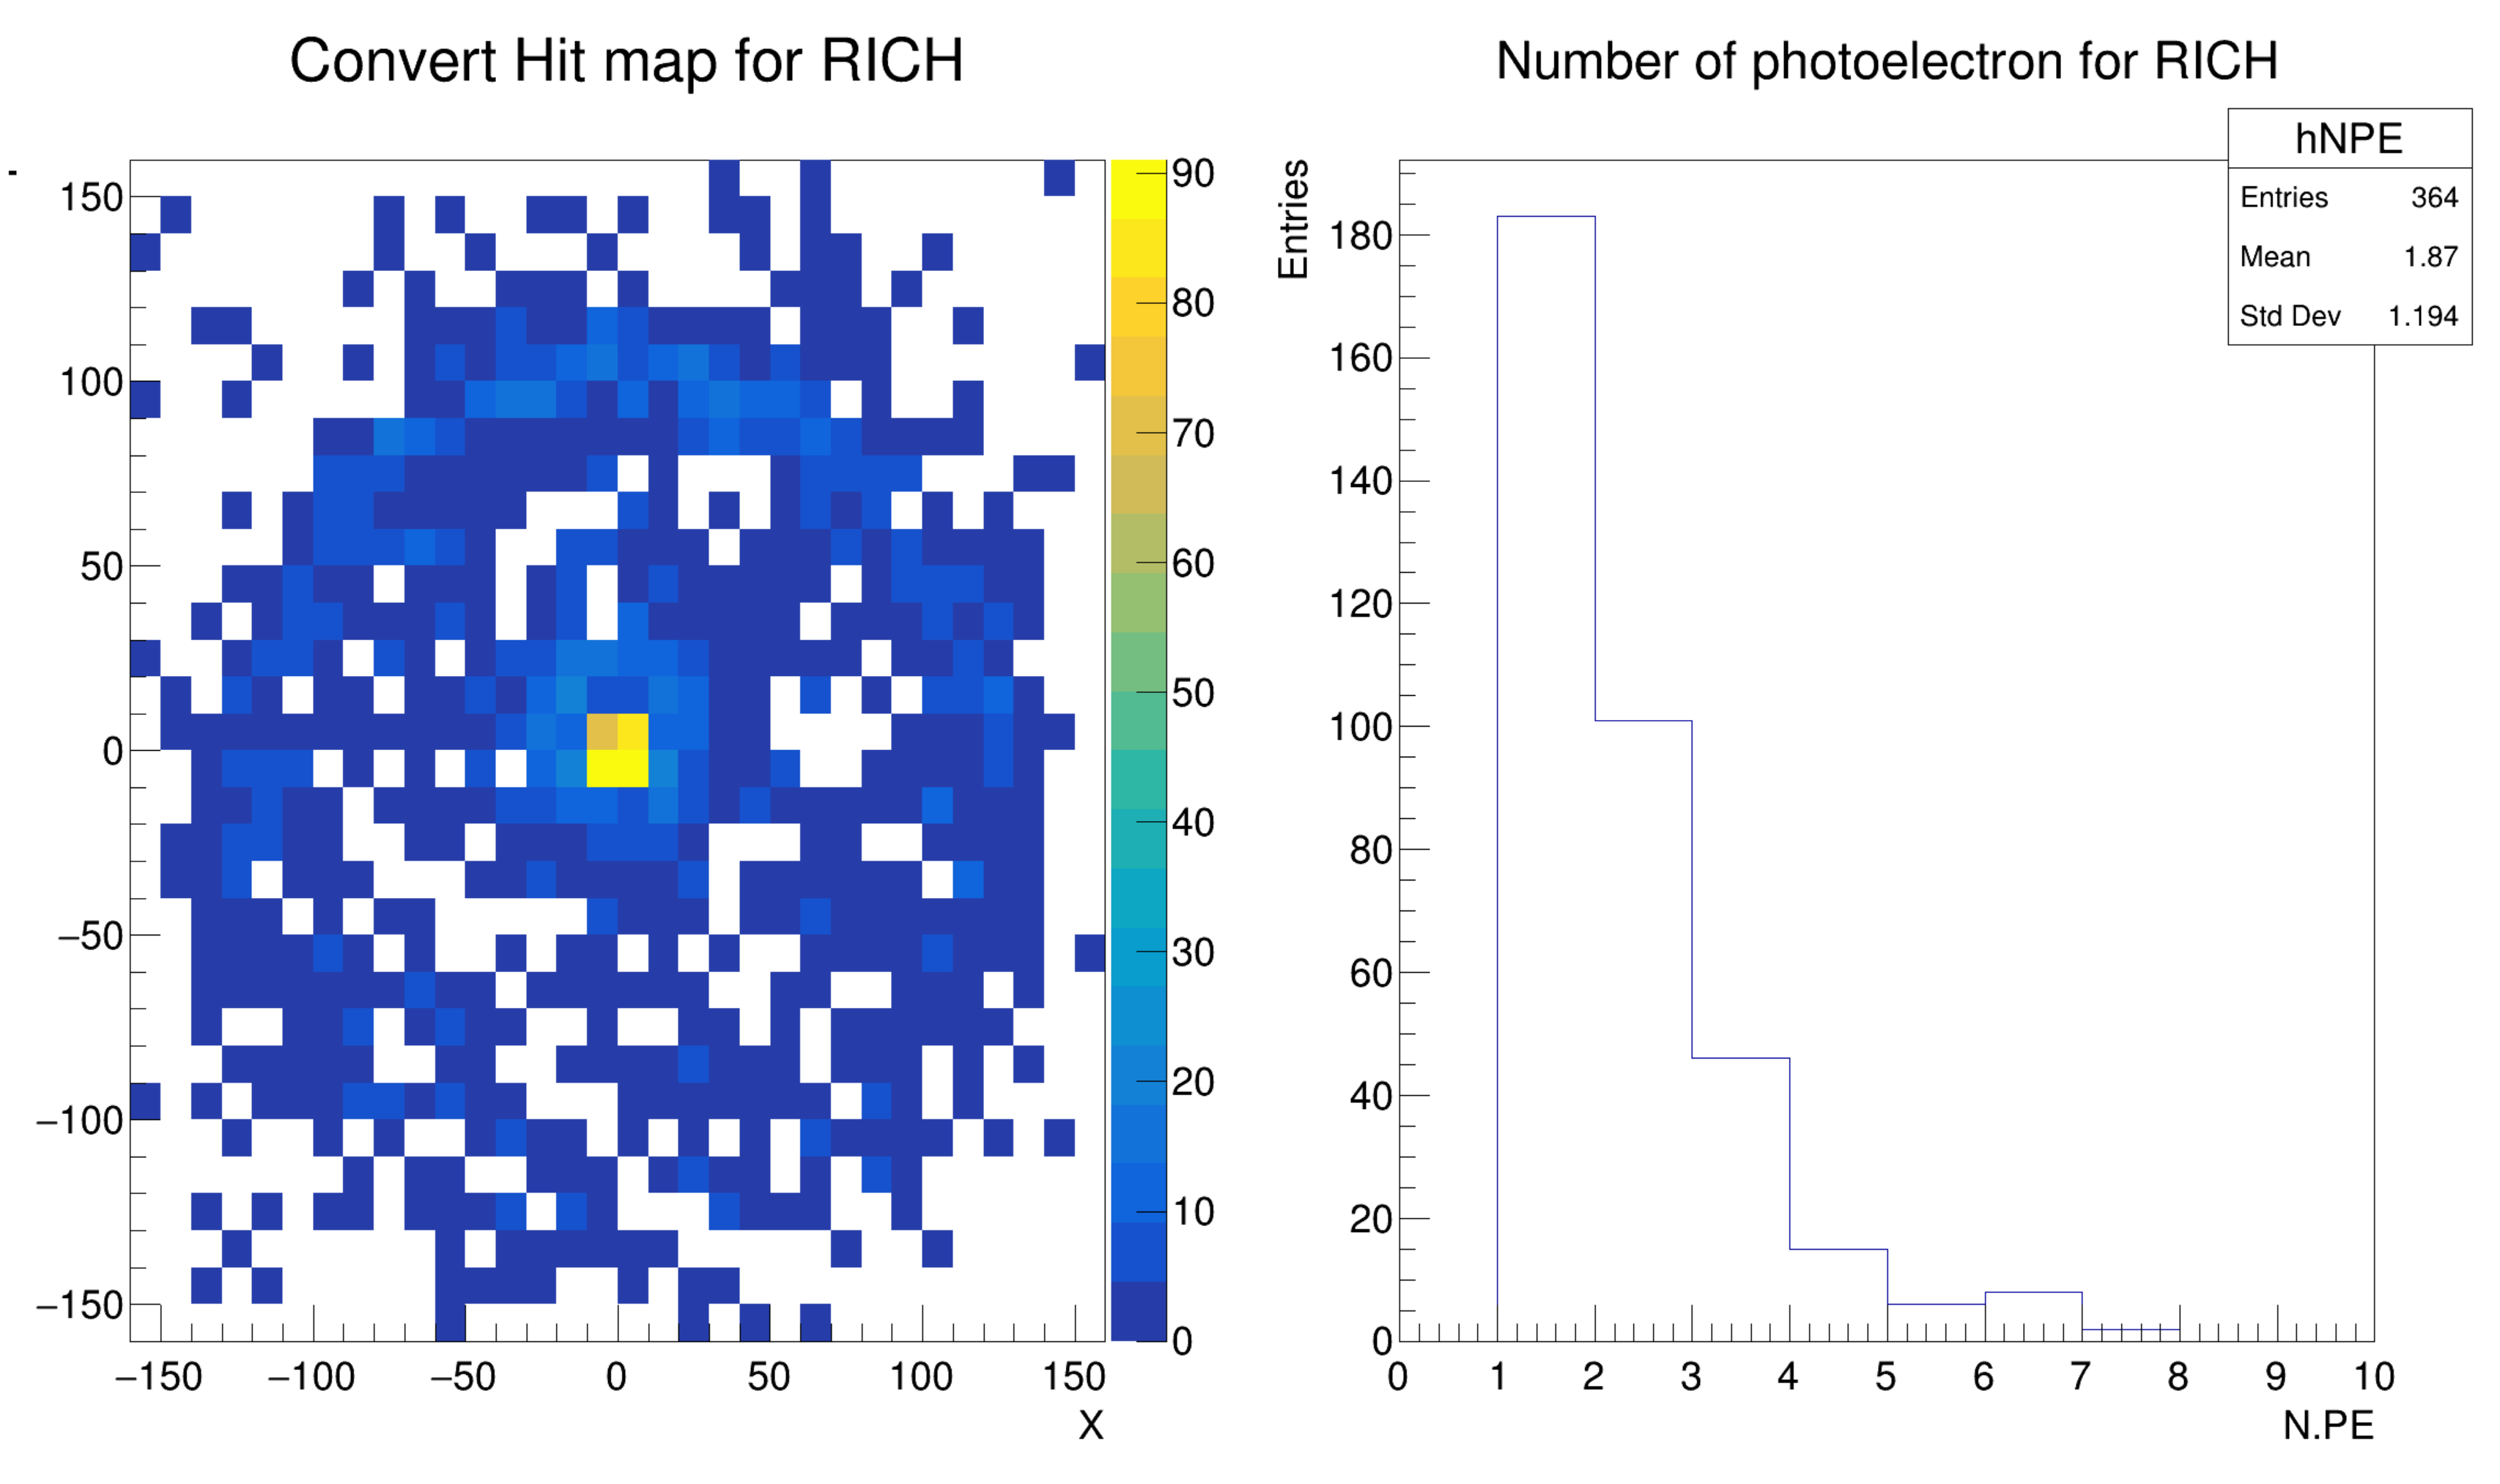 Convert Hit map for RICH
150
100
50
0
−50
−100
−150
−150 −100 −50 0 50 100 150
X
90
80
70
60
50
40
30
20
10
0
Number of photoelectron for RICH
hNPE
Entries 364
Mean 1.87
Std Dev 1.194
Entries
180
160
140
120
100
80
60
40
20
0
0 1 2 3 4 5 6 7 8 9 10
N.PE